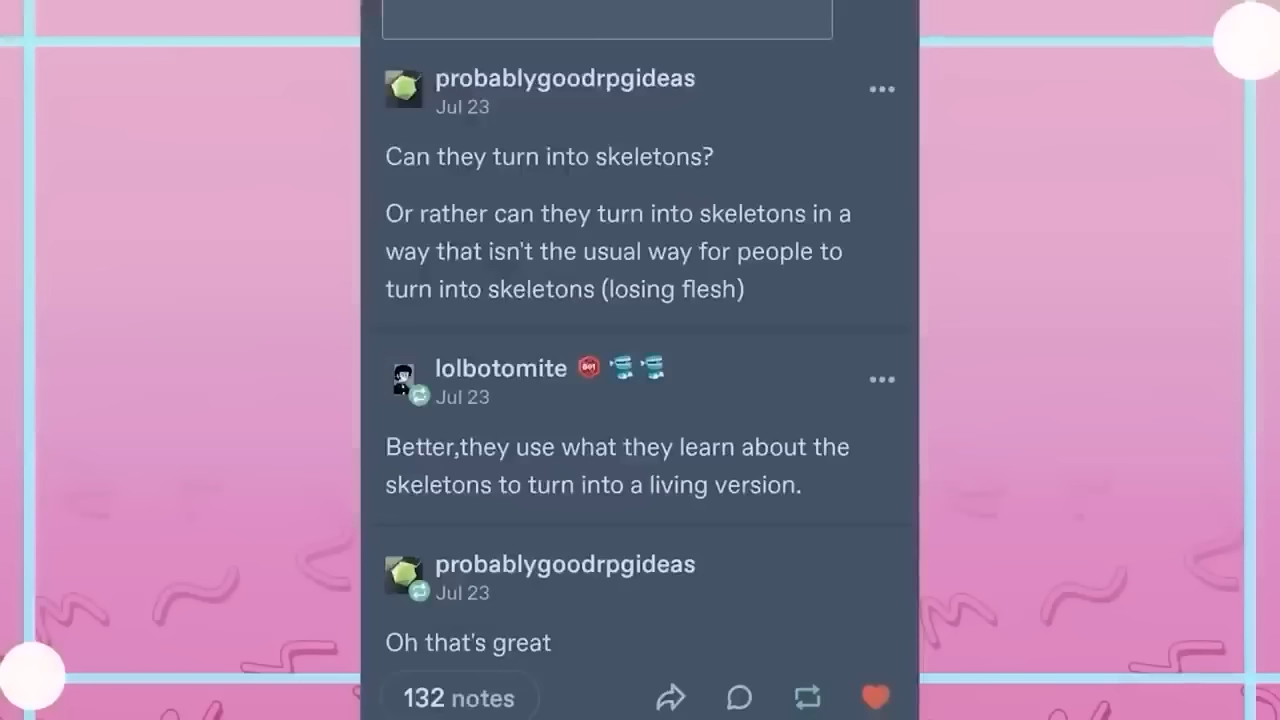 probablygoodrpgideas
Jul 23
Can they turn into skeletons?
Or rather can they turn into skeletons in a
way that isn't the usual way for people to
turn into skeletons (losing flesh)
lolbotomite
Jul 23
Better,they use what they learn about the
skeletons to turn into a living version.
probablygoodrpgideas
Jul 23
Oh that's great
132 notes